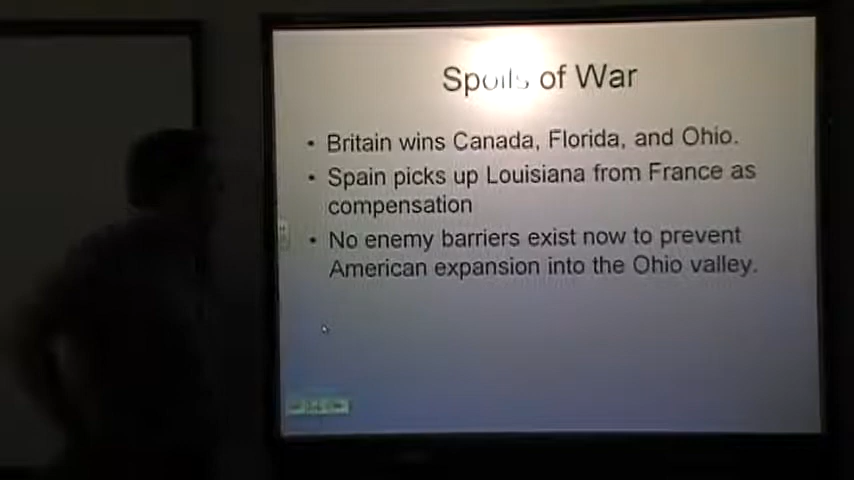 Spoils of War
• Britain wins Canada, Florida, and Ohio.
• Spain picks up Louisiana from France as
compensation
• No enemy barriers exist now to prevent
American expansion into the Ohio valley.